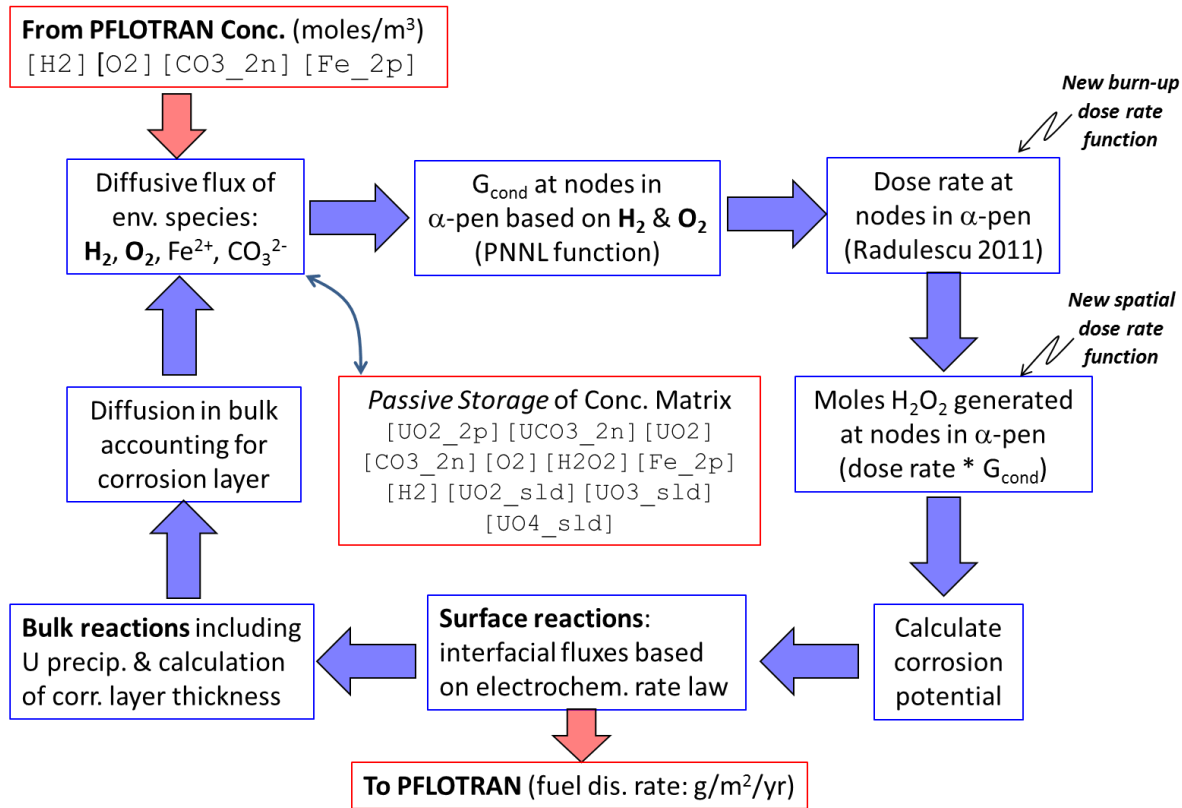 From PFLOTRAN Conc. (moles/m³)
[H2] [O2] [CO3_2n] [Fe_2p]
New burn-up
dose rate
function
Diffusive flux of
env. species:
H₂, O₂, Fe²⁺, CO₃²⁻
G_cond at nodes in
α-pen based on H₂ & O₂
(PNNL function)
Dose rate at
nodes in α-pen
(Radulescu 2011)
New spatial
dose rate
function
Diffusion in bulk
accounting for
corrosion layer
Passive Storage of Conc. Matrix
[UO2_2p][UCO3_2n][UO2]
[CO3_2n][O2][H2O2][Fe_2p]
[H2][UO2_sld][UO3_sld]
[UO4_sld]
Moles H₂O₂ generated
at nodes in α-pen
(dose rate * G_cond)
Bulk reactions including
U precip. & calculation
of corr. layer thickness
Surface reactions:
interfacial fluxes based
on electrochem. rate law
Calculate
corrosion
potential
To PFLOTRAN (fuel dis. rate: g/m²/yr)